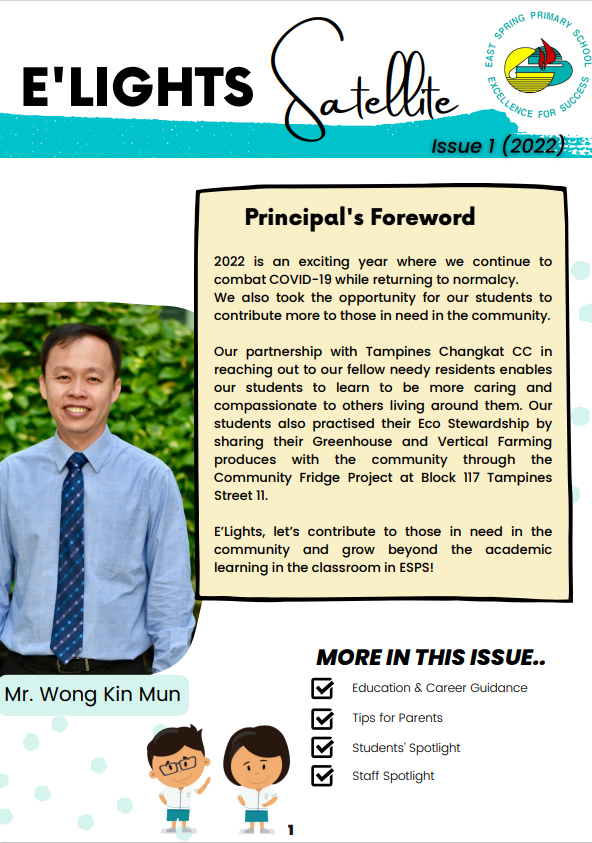 E'LIGHTS Satellite
EAST SPRING PRIMARY SCHOOL
EXCELLENCE FOR SUCCESS
Issue 1 (2022)
Principal's Foreword
2022 is an exciting year where we continue to
combat COVID-19 while returning to normalcy.
We also took the opportunity for our students to
contribute more to those in need in the community.
Our partnership with Tampines Changkat CC in
reaching out to our fellow needy residents enables
our students to learn to be more caring and
compassionate to others living around them. Our
students also practised their Eco Stewardship by
sharing their Greenhouse and Vertical Farming
produces with the community through the
Community Fridge Project at Block 117 Tampines
Street 11.
E'Lights, let's contribute to those in need in the
community and grow beyond the academic
learning in the classroom in ESPS!
Mr. Wong Kin Mun
MORE IN THIS ISSUE..
Education & Career Guidance
Tips for Parents
Students' Spotlight
Staff Spotlight
1